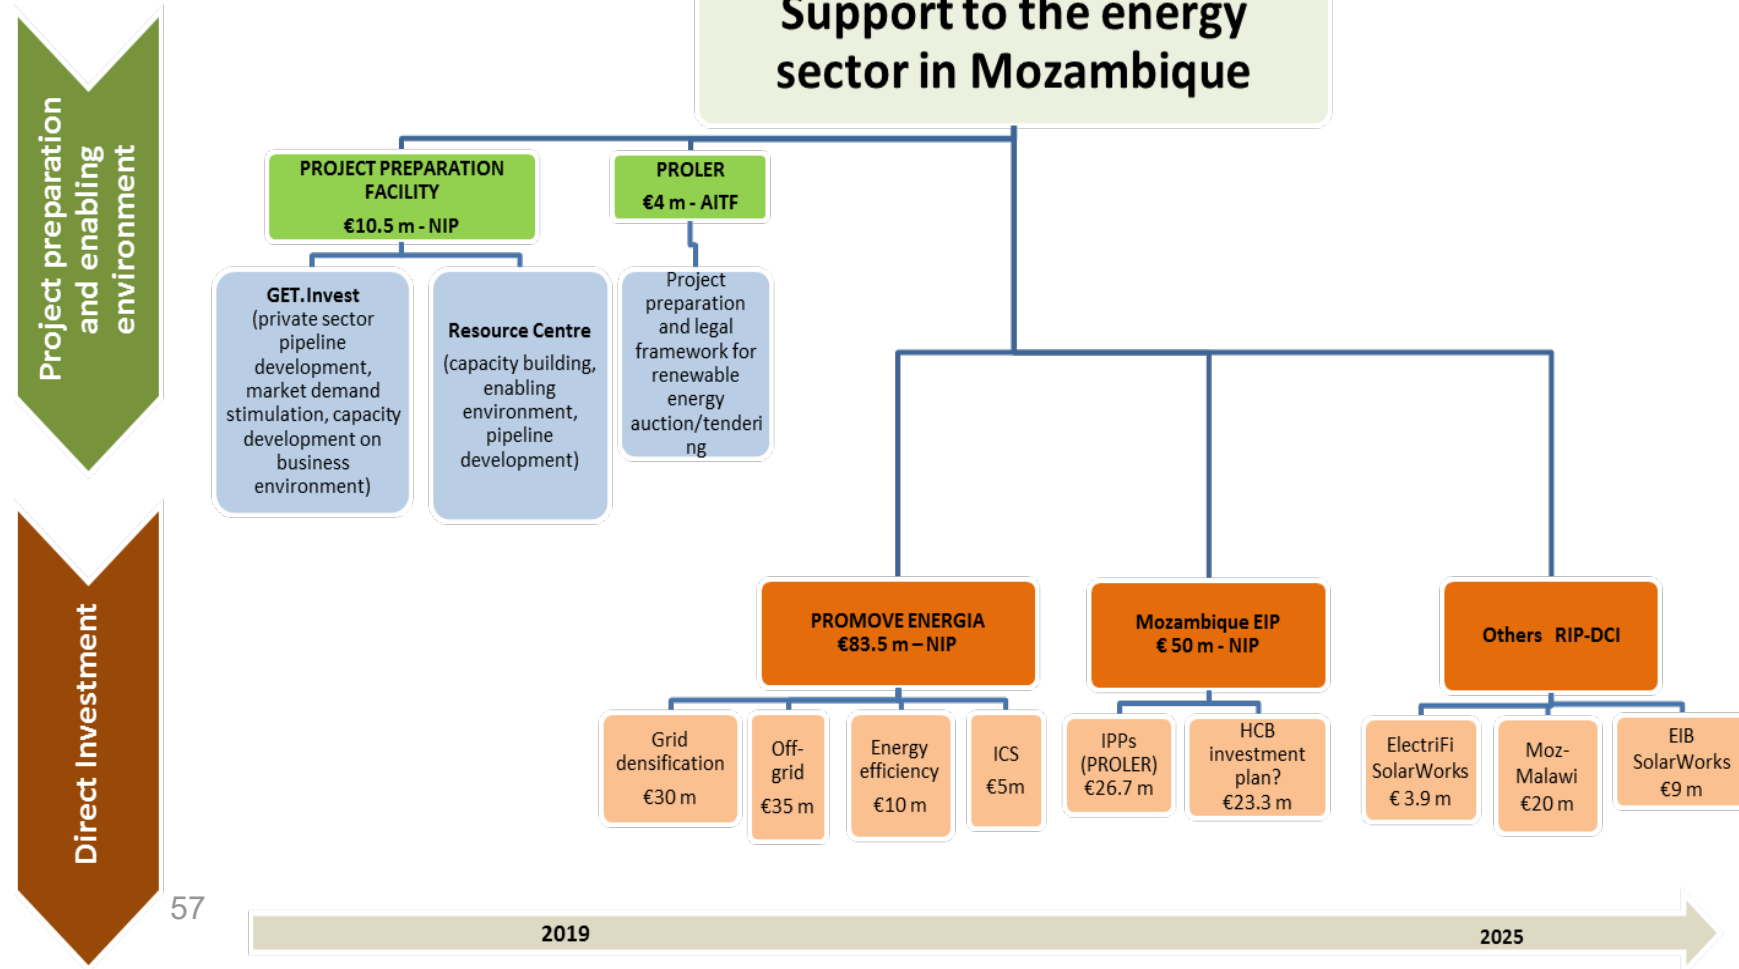 Support to the energy
sector in Mozambique
Project preparation
and enabling
environment
PROJECT PREPARATION
FACILITY
€10.5 m - NIP
PROLER
€4 m - AITF
GET.Invest
(private sector
pipeline
development,
market demand
stimulation, capacity
development on
business
environment)
Resource Centre
(capacity building,
enabling
environment,
pipeline
development)
Project
preparation
and legal
framework for
renewable
energy
auction/tenderi
ng
Direct Investment
PROMOVE ENERGIA
€83.5 m – NIP
Mozambique EIP
€ 50 m - NIP
Others RIP-DCI
Grid
densification
€30 m
Off-
grid
€35 m
Energy
efficiency
€10 m
ICS
€5m
IPPs
(PROLER)
€26.7 m
HCB
investment
plan?
€23.3 m
ElectriFi
SolarWorks
€ 3.9 m
Moz-
Malawi
€20 m
EIB
SolarWorks
€9 m
57
2019
2025